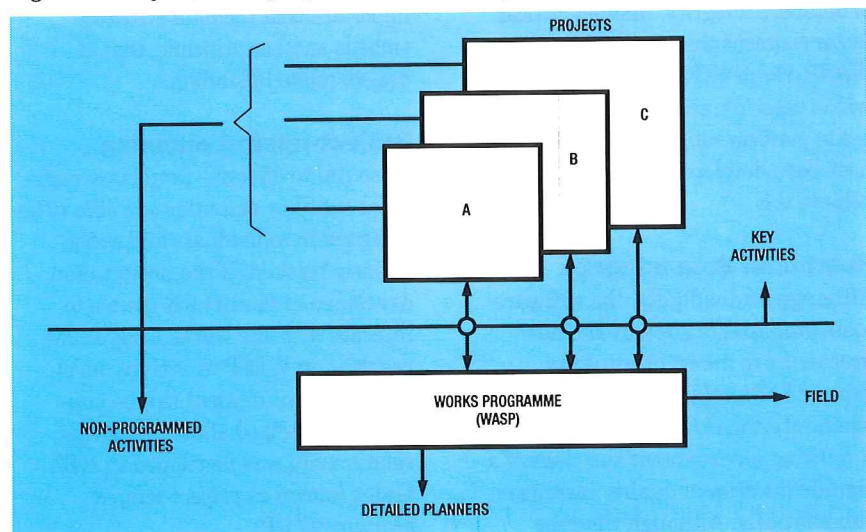 PROJECTS
C
B
A
KEY
ACTIVITIES
WORKS PROGRAMME
(WASP)
FIELD
NON-PROGRAMMED
ACTIVITIES
DETAILED PLANNERS